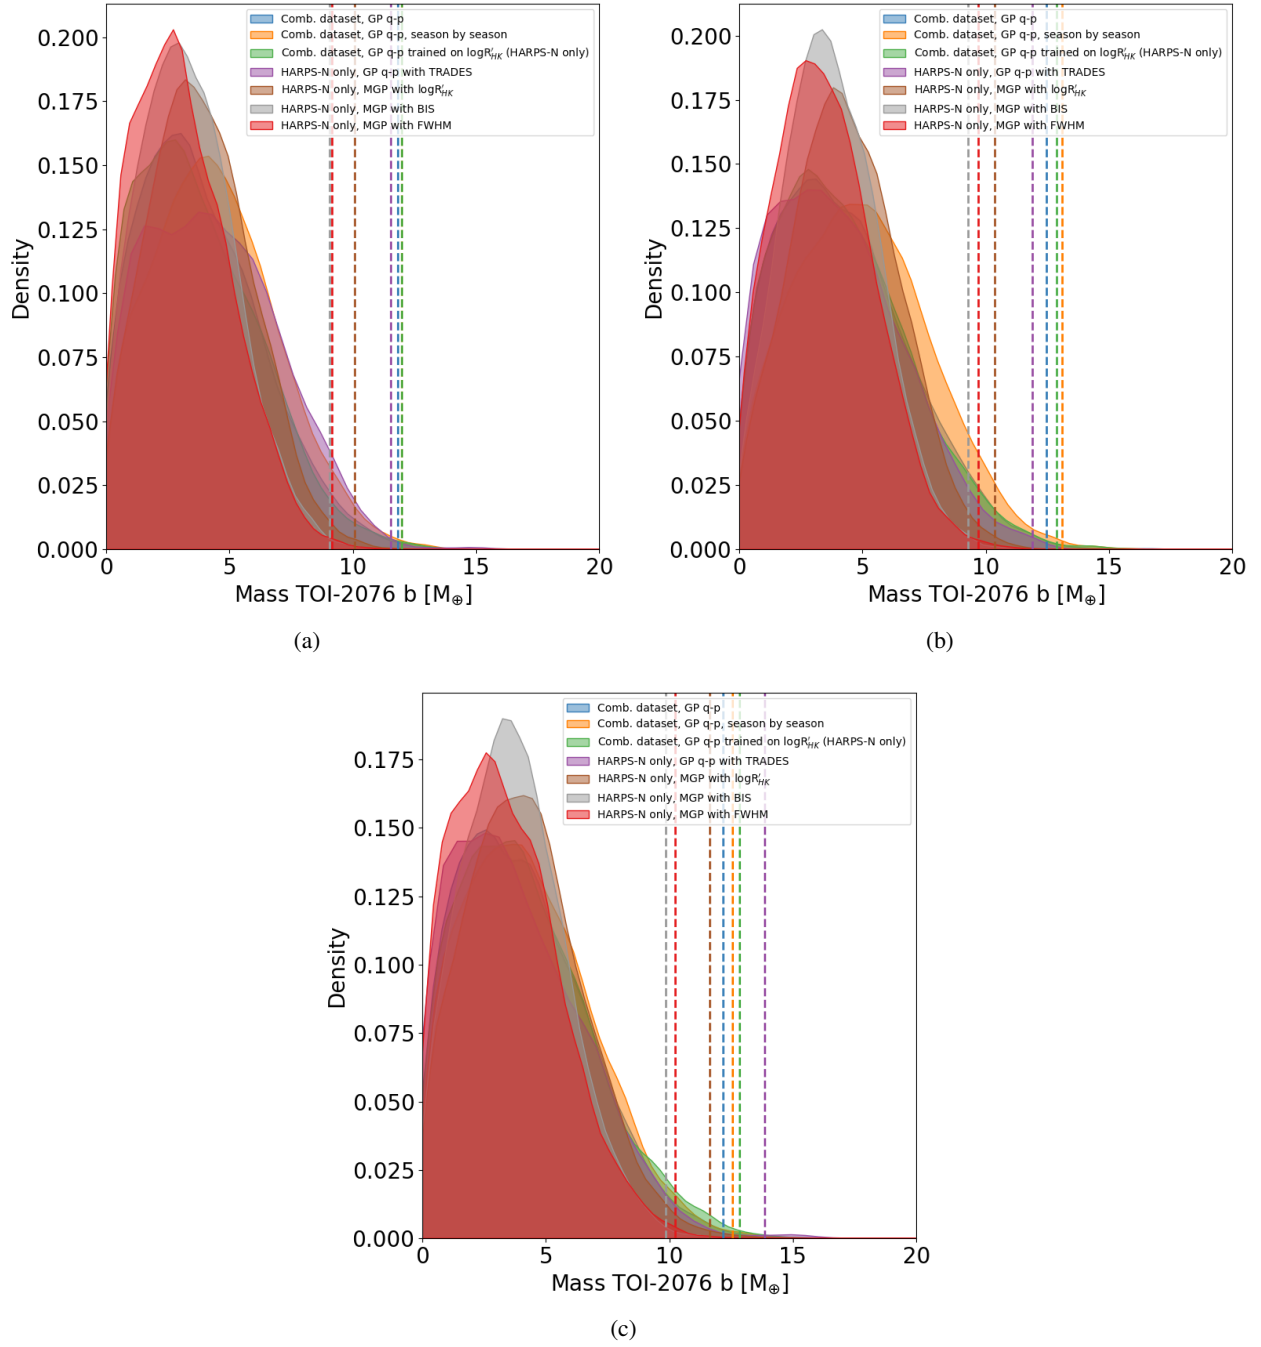 Comb. dataset, GP q-p
Comb. dataset, GP q-p, season by season
Comb. dataset, GP q-p trained on logR'HK (HARPS-N only)
HARPS-N only, GP q-p with TRADES
HARPS-N only, MGP with logR'HK
HARPS-N only, MGP with BIS
HARPS-N only, MGP with FWHM
0.200
0.175
0.150
0.125
0.100
0.075
0.050
0.025
0.000
Density
0 5 10 15 20
Mass TOI-2076 b [M⊕]
(a)
Comb. dataset, GP q-p
Comb. dataset, GP q-p, season by season
Comb. dataset, GP q-p trained on logR'HK (HARPS-N only)
HARPS-N only, GP q-p with TRADES
HARPS-N only, MGP with logR'HK
HARPS-N only, MGP with BIS
HARPS-N only, MGP with FWHM
0.200
0.175
0.150
0.125
0.100
0.075
0.050
0.025
0.000
Density
0 5 10 15 20
Mass TOI-2076 b [M⊕]
(b)
Comb. dataset, GP q-p
Comb. dataset, GP q-p, season by season
Comb. dataset, GP q-p trained on logR'HK (HARPS-N only)
HARPS-N only, GP q-p with TRADES
HARPS-N only, MGP with logR'HK
HARPS-N only, MGP with BIS
HARPS-N only, MGP with FWHM
0.175
0.150
0.125
0.100
0.075
0.050
0.025
0.000
Density
0 5 10 15 20
Mass TOI-2076 b [M⊕]
(c)